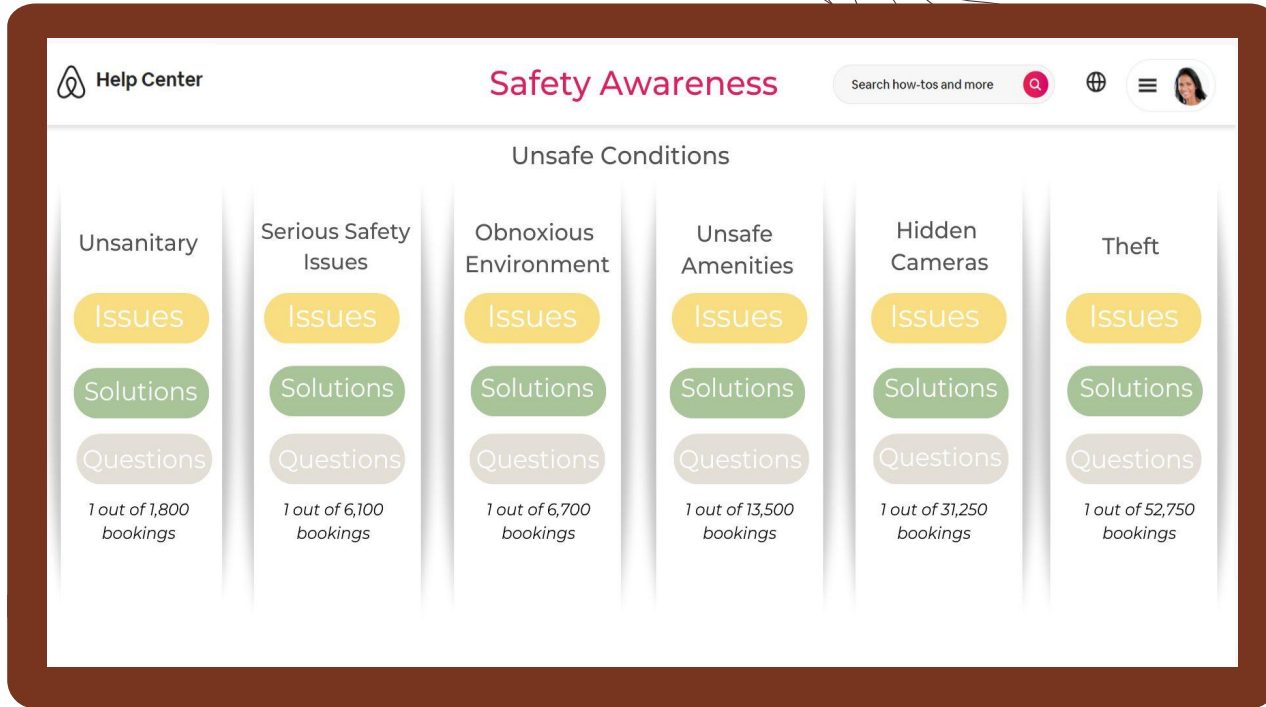 Help Center
Safety Awareness
Search how-tos and more
Unsafe Conditions
Unsanitary
Issues
Solutions
Questions
1 out of 1,800
bookings
Serious Safety
Issues
Issues
Solutions
Questions
1 out of 6,100
bookings
Obnoxious
Environment
Issues
Solutions
Questions
1 out of 6,700
bookings
Unsafe
Amenities
Issues
Solutions
Questions
1 out of 13,500
bookings
Hidden
Cameras
Issues
Solutions
Questions
1 out of 31,250
bookings
Theft
Issues
Solutions
Questions
1 out of 52,750
bookings